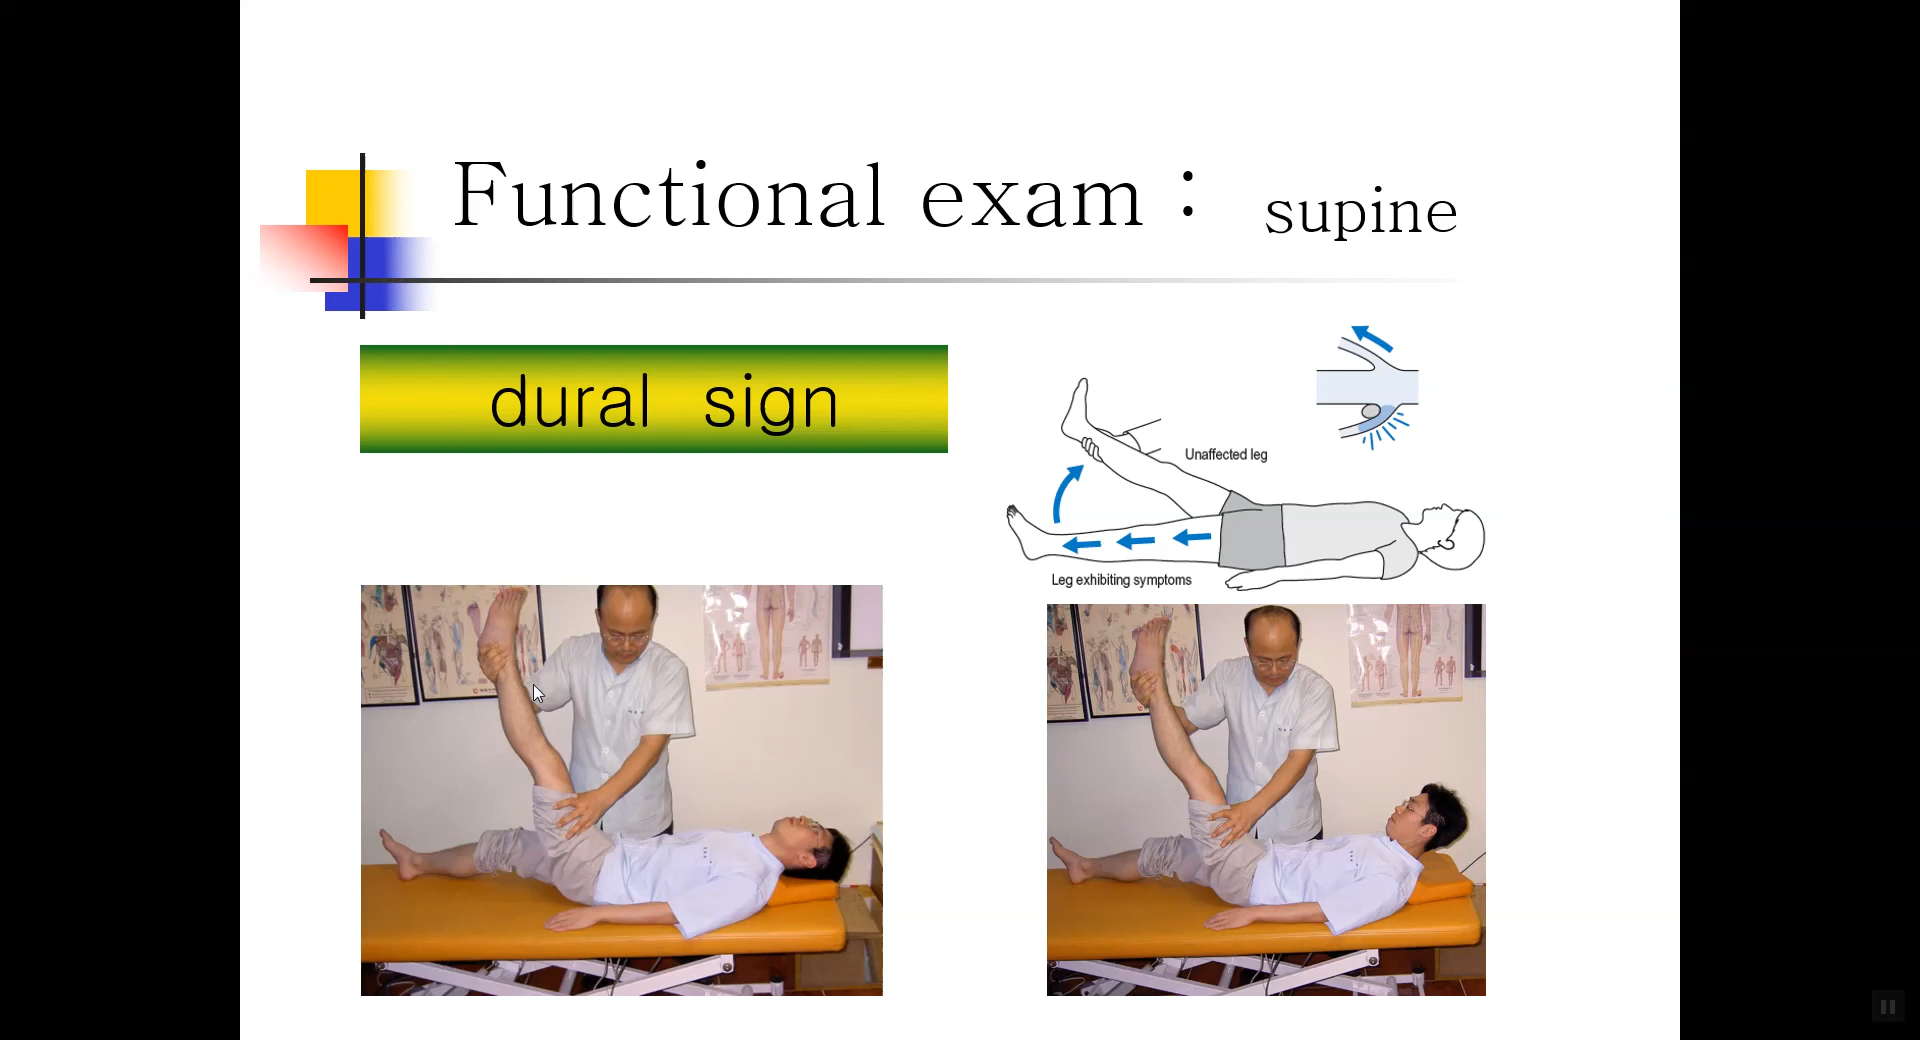 Functional exam : supine
dural sign
Unaffected leg
Leg exhibiting symptoms